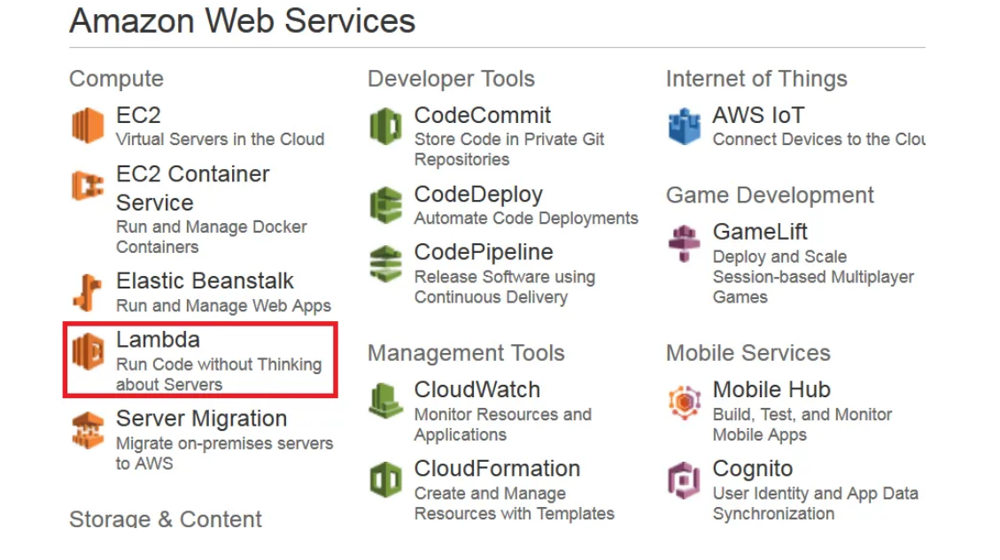 Amazon Web Services
Compute
EC2
Virtual Servers in the Cloud
EC2 Container
Service
Run and Manage Docker
Containers
Elastic Beanstalk
Run and Manage Web Apps
Lambda
Run Code without Thinking
about Servers
Server Migration
Migrate on-premises servers
to AWS
Storage & Content
Developer Tools
CodeCommit
Store Code in Private Git
Repositories
CodeDeploy
Automate Code Deployments
CodePipeline
Release Software using
Continuous Delivery
Management Tools
CloudWatch
Monitor Resources and
Applications
CloudFormation
Create and Manage
Resources with Templates
Internet of Things
AWS IoT
Connect Devices to the Clou
Game Development
GameLift
Deploy and Scale
Session-based Multiplayer
Games
Mobile Services
Mobile Hub
Build, Test, and Monitor
Mobile Apps
Cognito
User Identity and App Data
Synchronization